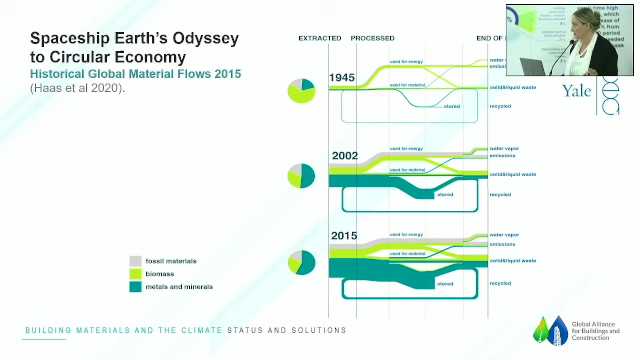 Spaceship Earth's Odyssey
to Circular Economy
Historical Global Material Flows 2015
(Haas et al 2020).
EXTRACTED PROCESSED END OF
1945
used for energy
used for material
stored
water
solid&liquid waste
recycled
2002
used for energy
used for material
stored
water vapor
emissions
solid&liquid waste
recycled
2015
used for energy
used for material
stored
water vapor
emissions
solid&liquid waste
recycled
fossil materials
biomass
metals and minerals
Yale
BUILDING MATERIALS AND THE CLIMATE STATUS AND SOLUTIONS
Global Alliance
for Buildings and
Construction